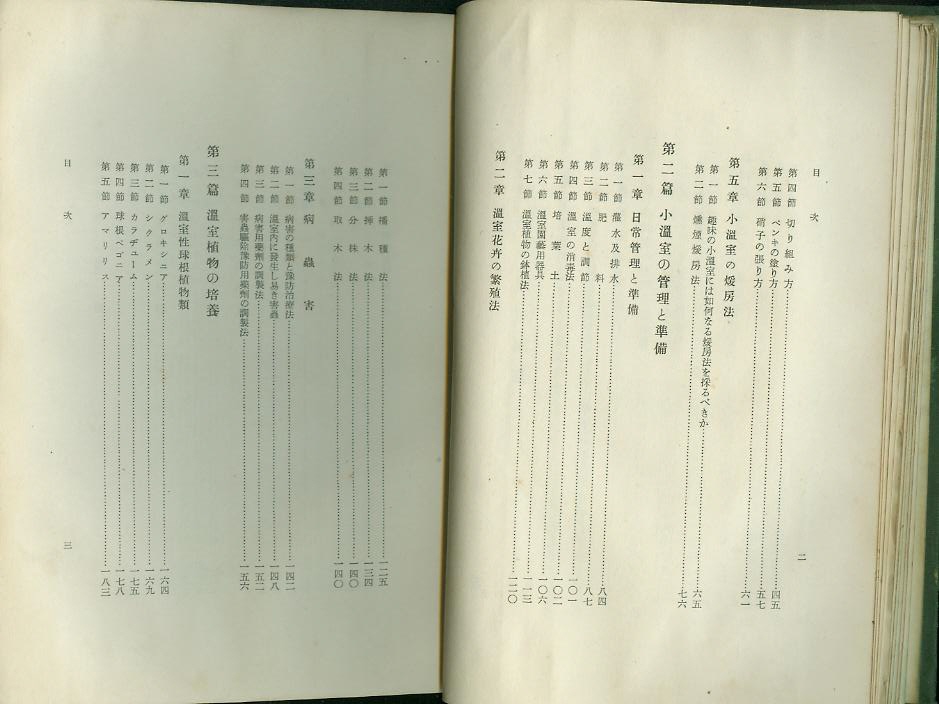 目次
第四節 切り組み方……四五
第五節 ペンキの塗り方……五七
第六節 硝子の張り方……六一
第五章 小溫室の煖房法
第一節 趣味の小溫室には如何なる煖房法を採るべきか……六五
第二節 煙煖房法……七六
第二篇 小溫室の管理と準備
第一章 日常管理と準備
第一節 灌水及排水……八四
第二節 肥料……八七
第三節 溫度と調節……一〇一
第四節 溫室の消毒法……一〇二
第五節 培養土……一〇六
第六節 溫室園藝用器具……一一三
第七節 溫室植物の鉢植法……一二〇
第二章 溫室花卉の繁殖法
二
第一節 播種法……一二五
第二節 挿木法……一三四
第三節 分株法……一四〇
第四節 取木法……一四〇
第三章 病蟲害
第一節 病害の種類と豫防治療法……一四二
第二節 溫室內に發生し易き害蟲……一四八
第三節 病害用藥劑の調製法……一五二
第四節 害蟲驅除豫防用藥劑の調製法……一五六
第三篇 溫室植物の培養
第一章 溫室性球根植物類
第一節 グロキシニア……一六四
第二節 シクラメン……一六九
第三節 カラヂューム……一七五
第四節 球根ベゴニア……一七八
第五節 アマリリス……一八三
目次
三